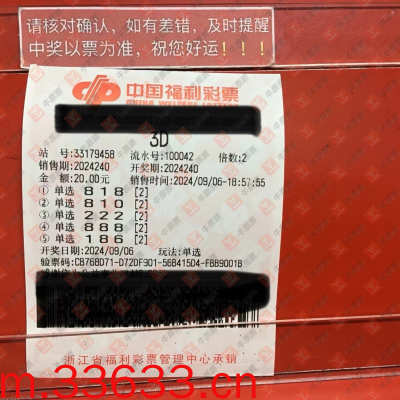 请核对确认，如有差错，及时提醒
中奖以票为准，祝您好运！！！
中国福利彩票
CHINA WELFARE LOTTERY
3D
站 号:33179458 流水号:100042 倍数:2
销售期:2024240 开奖期:2024240
金 额:20.00元 销售时间:2024/09/06-18:57:55
① 单选 8 1 8 [2]
② 单选 8 1 0 [2]
③ 单选 2 2 2 [2]
④ 单选 8 8 8 [2]
⑤ 单选 1 8 6 [2]
开奖日期:2024/09/06 玩法:单选
验票码:CB768D71-0720F901-56B41504-FBB9001B
浙江省福利彩票管理中心承销
m.33633.cn